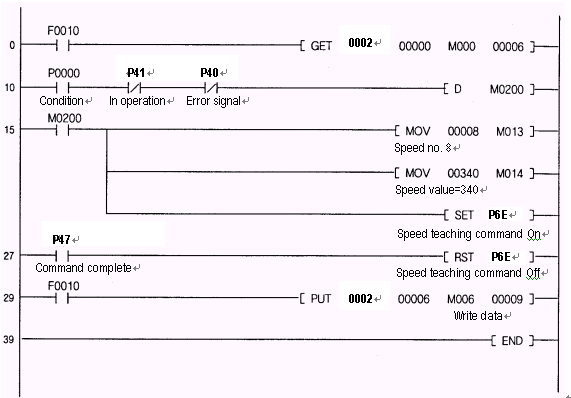 F0010
0 [ GET 0002 00000 M000 00006 ]
P0000 P41 P40
10 [ D M0200 ]
Condition In operation Error signal
M0200
15 [ MOV 00008 M013 ]
Speed no. 8
[ MOV 00340 M014 ]
Speed value=340
[ SET P6E ]
Speed teaching command On
P47
27 [ RST P6E ]
Command complete Speed teaching command Off
F0010
29 [ PUT 0002 00006 M006 00009 ]
Write data
39 [ END ]